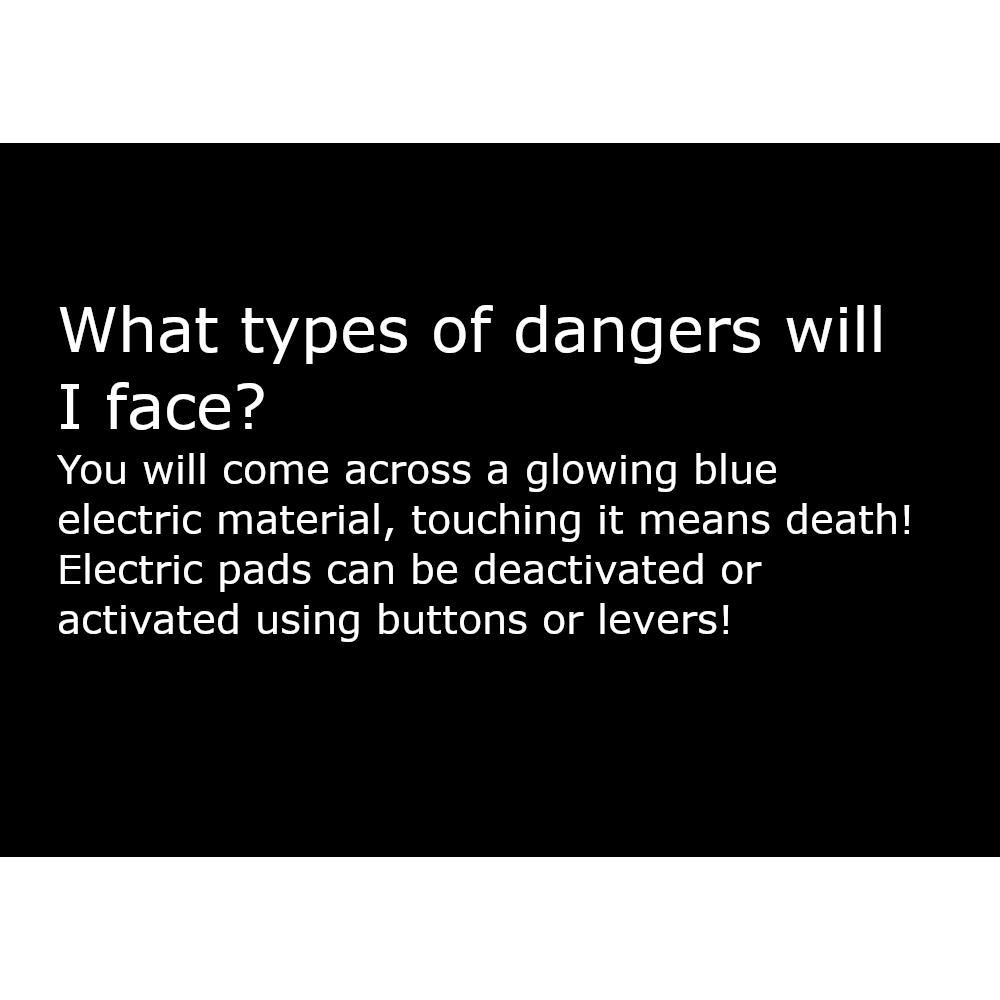 What types of dangers will
I face?
You will come across a glowing blue
electric material, touching it means death!
Electric pads can be deactivated or
activated using buttons or levers!